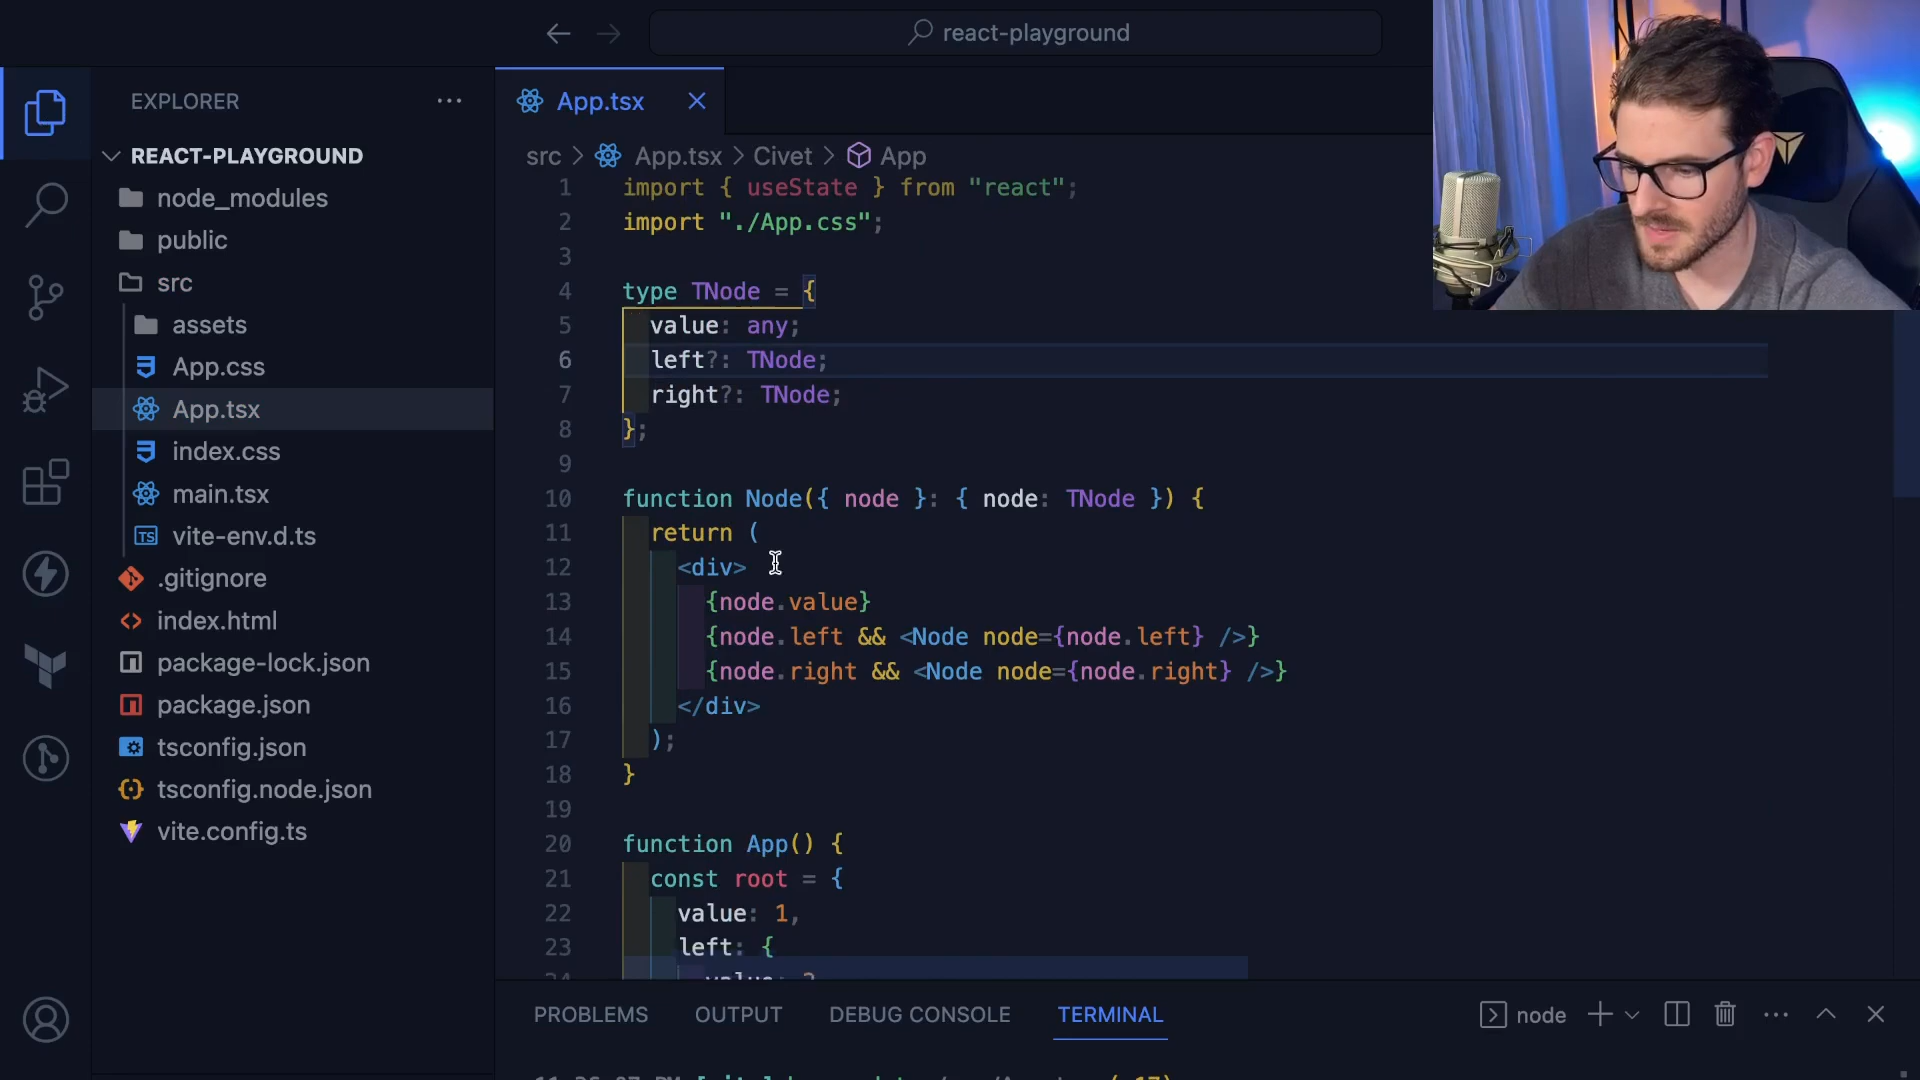 react-playground
EXPLORER
App.tsx
REACT-PLAYGROUND
node_modules
public
src
assets
App.css
App.tsx
index.css
main.tsx
TS vite-env.d.ts
.gitignore
index.html
package-lock.json
package.json
tsconfig.json
tsconfig.node.json
vite.config.ts
src > App.tsx > Civet > App
1 import { useState } from "react";
2 import "./App.css";
3
4 type TNode = {
5 value: any;
6 left?: TNode;
7 right?: TNode;
8 };
9
10 function Node({ node }: { node: TNode }) {
11 return (
12 <div>
13 {node.value}
14 {node.left && <Node node={node.left} />}
15 {node.right && <Node node={node.right} />}
16 </div>
17 );
18 }
19
20 function App() {
21 const root = {
22 value: 1,
23 left: {
PROBLEMS OUTPUT DEBUG CONSOLE TERMINAL
node